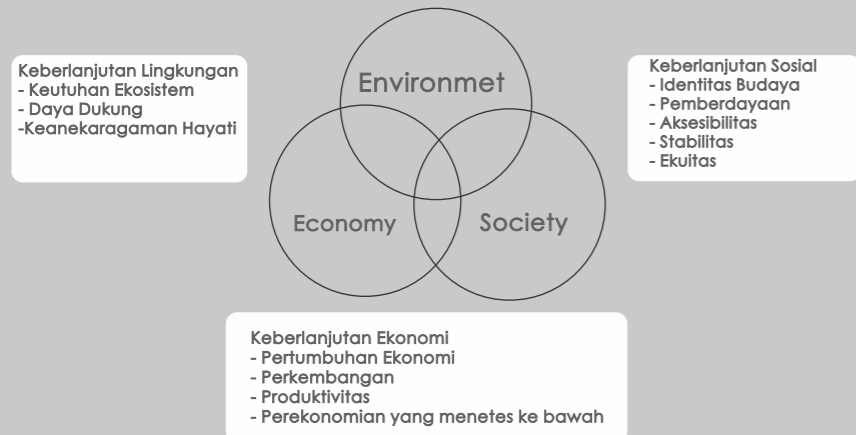 Environmet
Keberlanjutan Lingkungan
- Keutuhan Ekosistem
- Daya Dukung
-Keanekaragaman Hayati
Keberlanjutan Sosial
- Identitas Budaya
- Pemberdayaan
- Aksesibilitas
- Stabilitas
- Ekuitas
Economy
Society
Keberlanjutan Ekonomi
- Pertumbuhan Ekonomi
- Perkembangan
- Produktivitas
- Perekonomian yang menetes ke bawah